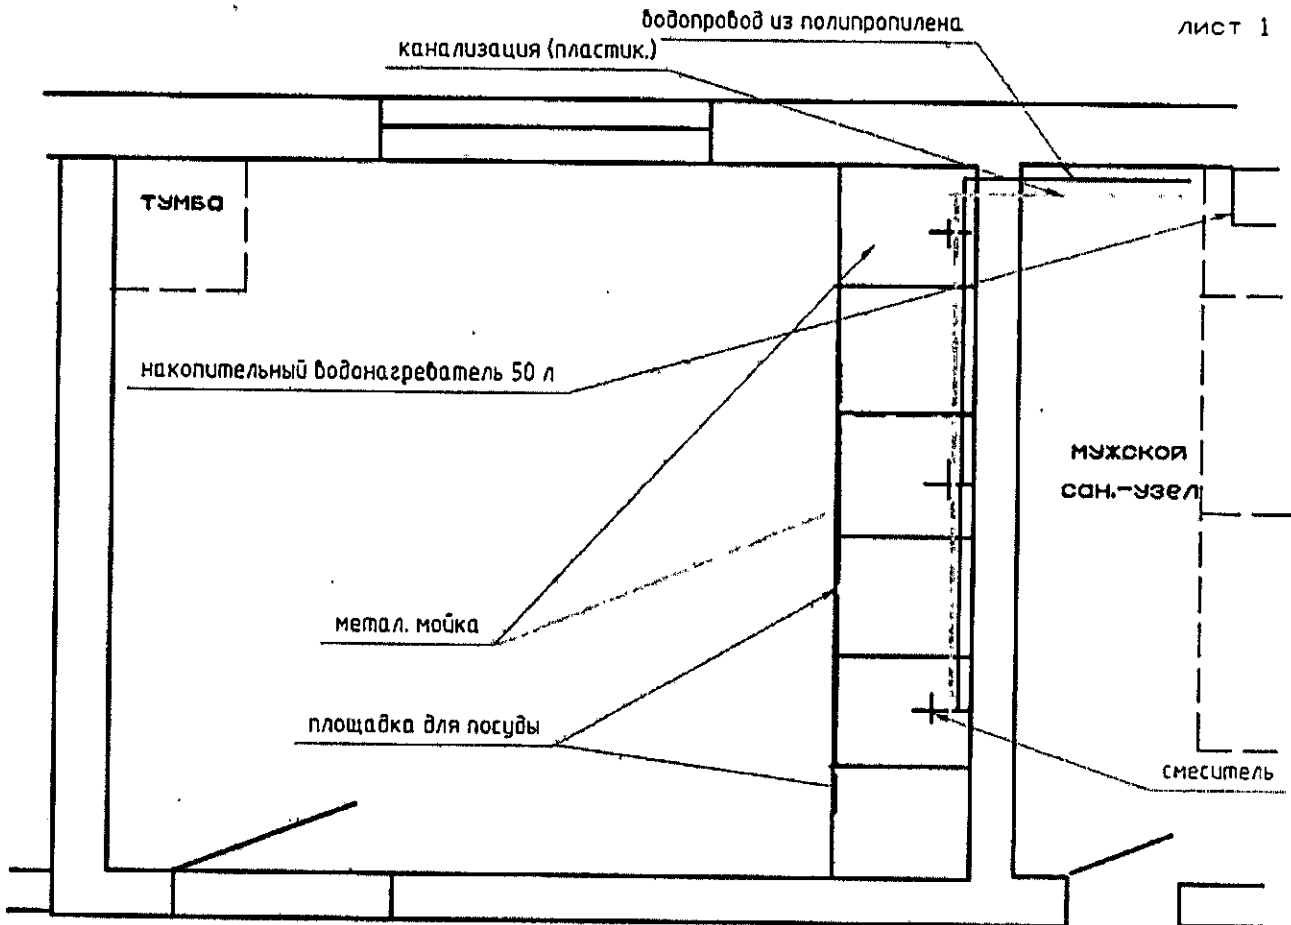 водопровод из полипропилена
лист 1
канализация (пластик.)
ТУМБА
накопительный водонагреватель 50 л
МУЖСКОЙ
САН.-УЗЕЛ
метал. мойка
площадка для посуды
смеситель